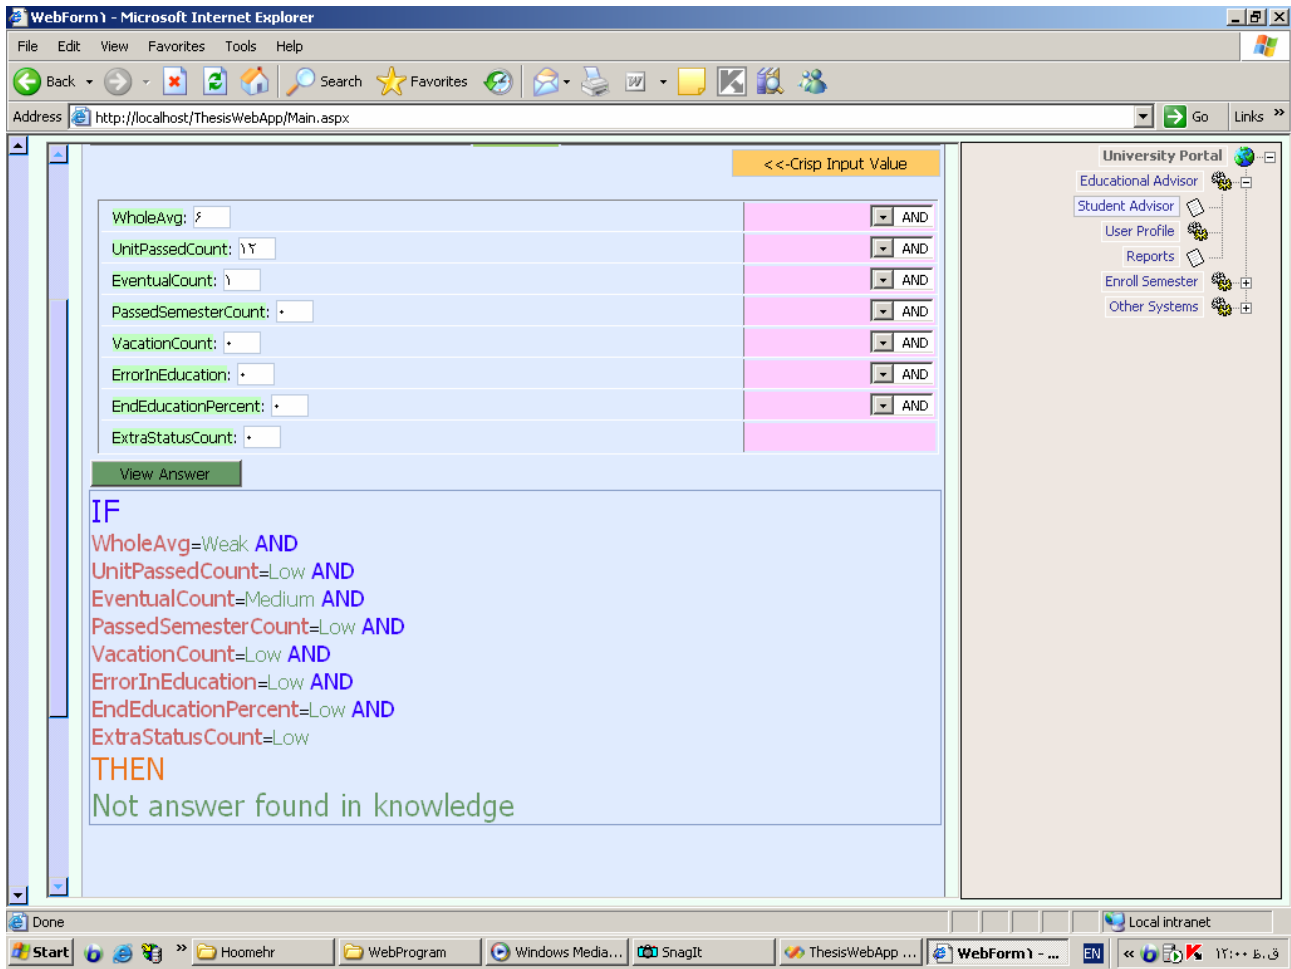 WebForm۱ - Microsoft Internet Explorer
File Edit View Favorites Tools Help
Back Search Favorites
Address http://localhost/ThesisWebApp/Main.aspx Go Links »
<<-Crisp Input Value
WholeAvg: ۶ AND
UnitPassedCount: ۱۲ AND
EventualCount: ۱ AND
PassedSemesterCount: ۰ AND
VacationCount: ۰ AND
ErrorInEducation: ۰ AND
EndEducationPercent: ۰ AND
ExtraStatusCount: ۰
View Answer
IF
WholeAvg=Weak AND
UnitPassedCount=Low AND
EventualCount=Medium AND
PassedSemesterCount=Low AND
VacationCount=Low AND
ErrorInEducation=Low AND
EndEducationPercent=Low AND
ExtraStatusCount=Low
THEN
Not answer found in knowledge
University Portal
Educational Advisor
Student Advisor
User Profile
Reports
Enroll Semester
Other Systems
Done Local intranet
Start » Hoomehr WebProgram Windows Media... SnagIt ThesisWebApp ... WebForm۱ - ... EN « ۱۲:۰۰ ق.ظ